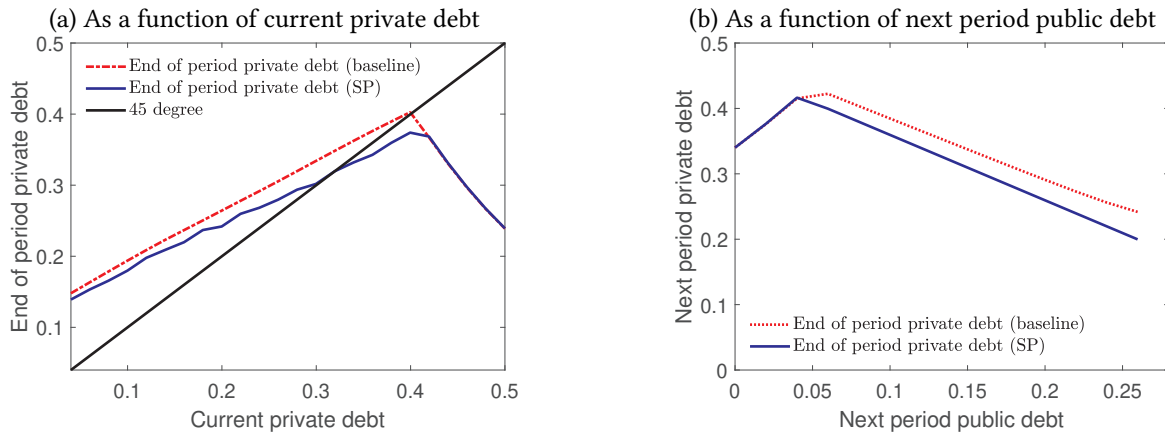 (a) As a function of current private debt
0.5
0.4
0.3
0.2
0.1
End of period private debt
End of period private debt (baseline)
End of period private debt (SP)
45 degree
0.1
0.2
0.3
0.4
0.5
Current private debt
(b) As a function of next period public debt
0.5
0.4
0.3
0.2
0.1
0
Next period private debt
End of period private debt (baseline)
End of period private debt (SP)
0
0.05
0.1
0.15
0.2
0.25
Next period public debt